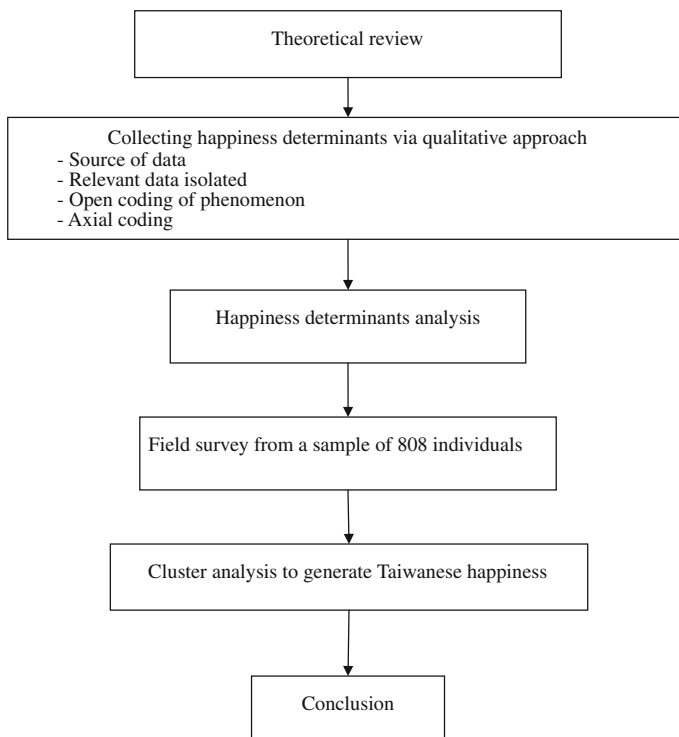 Theoretical review
Collecting happiness determinants via qualitative approach
- Source of data
- Relevant data isolated
- Open coding of phenomenon
- Axial coding
Happiness determinants analysis
Field survey from a sample of 808 individuals
Cluster analysis to generate Taiwanese happiness
Conclusion